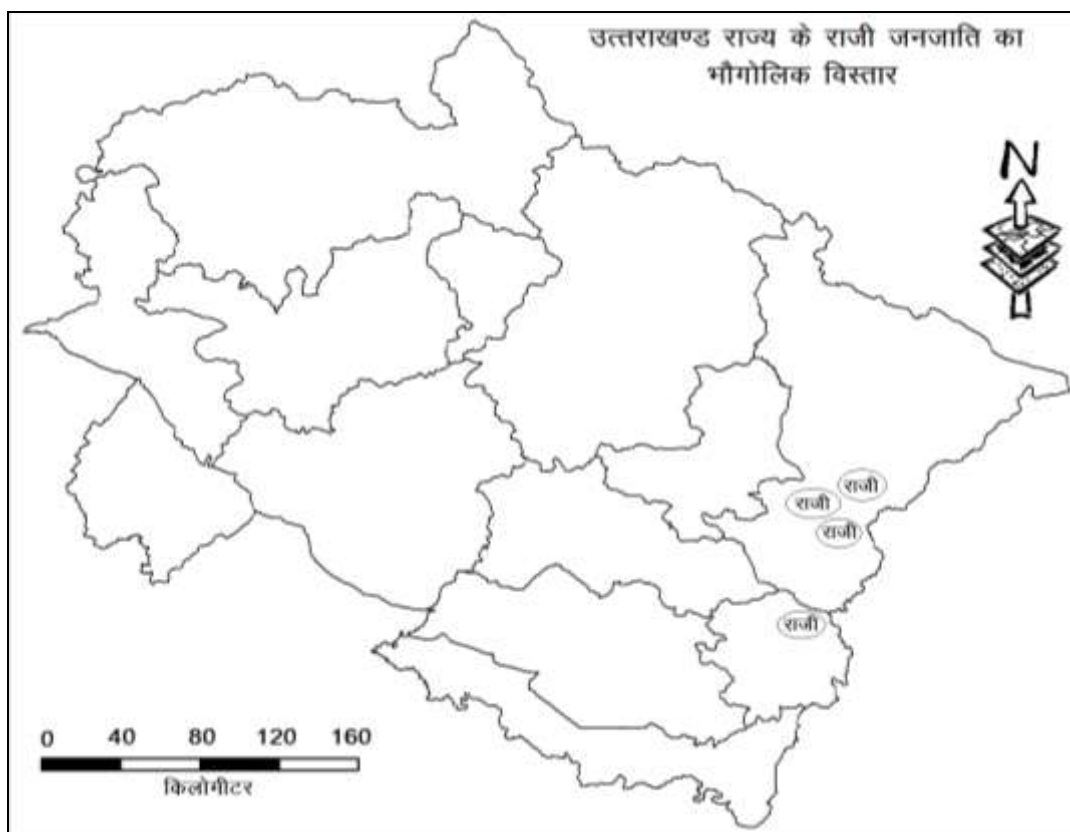 उत्तराखण्ड राज्य के राजी जनजाति का
भौगोलिक विस्तार
N
राजी
राजी
राजी
राजी
0 40 80 120 160
किलोगीटर